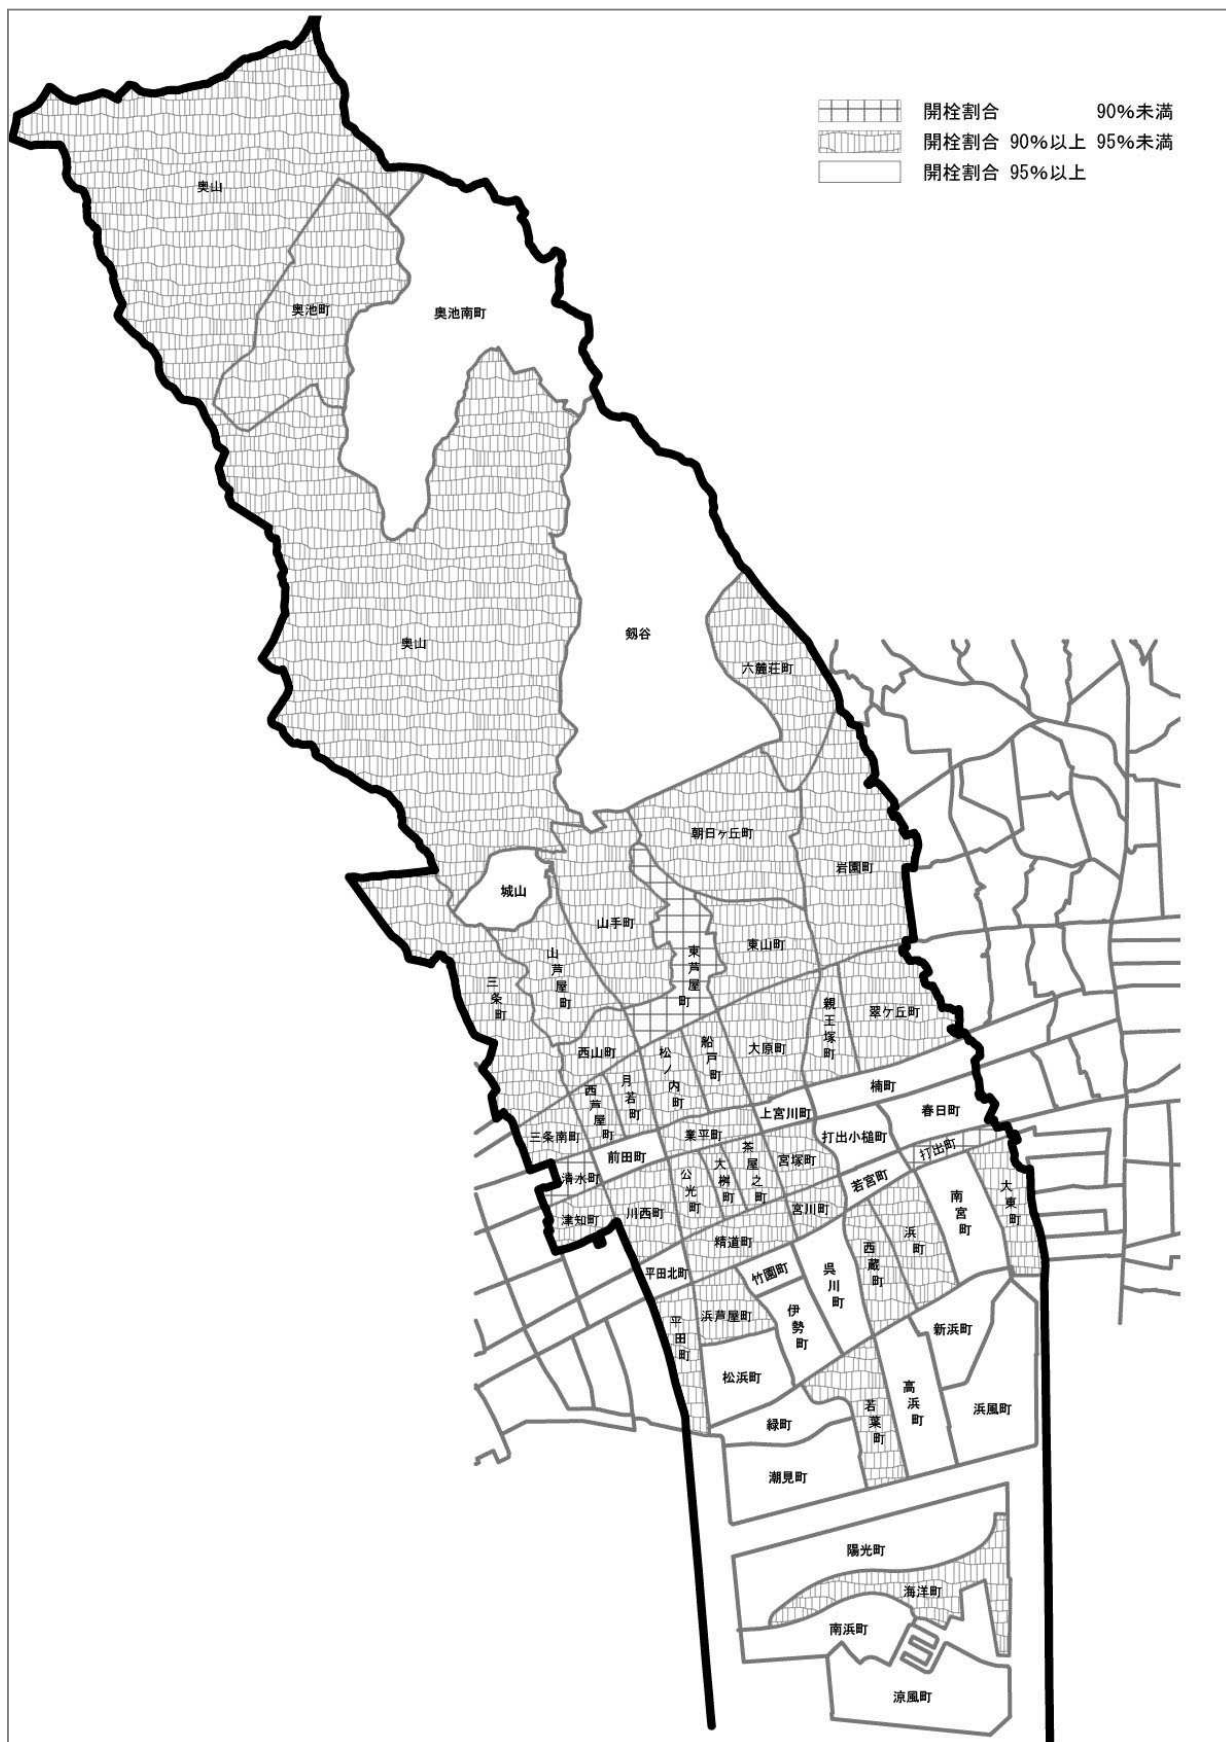 開栓割合 90%未満
開栓割合 90%以上 95%未満
開栓割合 95%以上
奥山
奥池町
奥池南町
奥山
剱谷
六麓荘町
朝日ヶ丘町
岩園町
城山
山手町
東山町
東芦屋町
山芦屋町
三条町
親王塚町
翠ケ丘町
西山町
松ノ内町
船戸町
大原町
月若町
西芦屋町
楠町
上宮川町
春日町
三条南町
業平町
打出小槌町
打出町
前田町
茶屋之町
宮塚町
清水町
公光町
大桝町
若宮町
大東町
南宮町
津知町
川西町
宮川町
浜町
西蔵町
精道町
平田北町
竹園町
呉川町
伊勢町
浜芦屋町
平田町
新浜町
松浜町
高浜町
若葉町
浜風町
緑町
潮見町
陽光町
海洋町
南浜町
涼風町